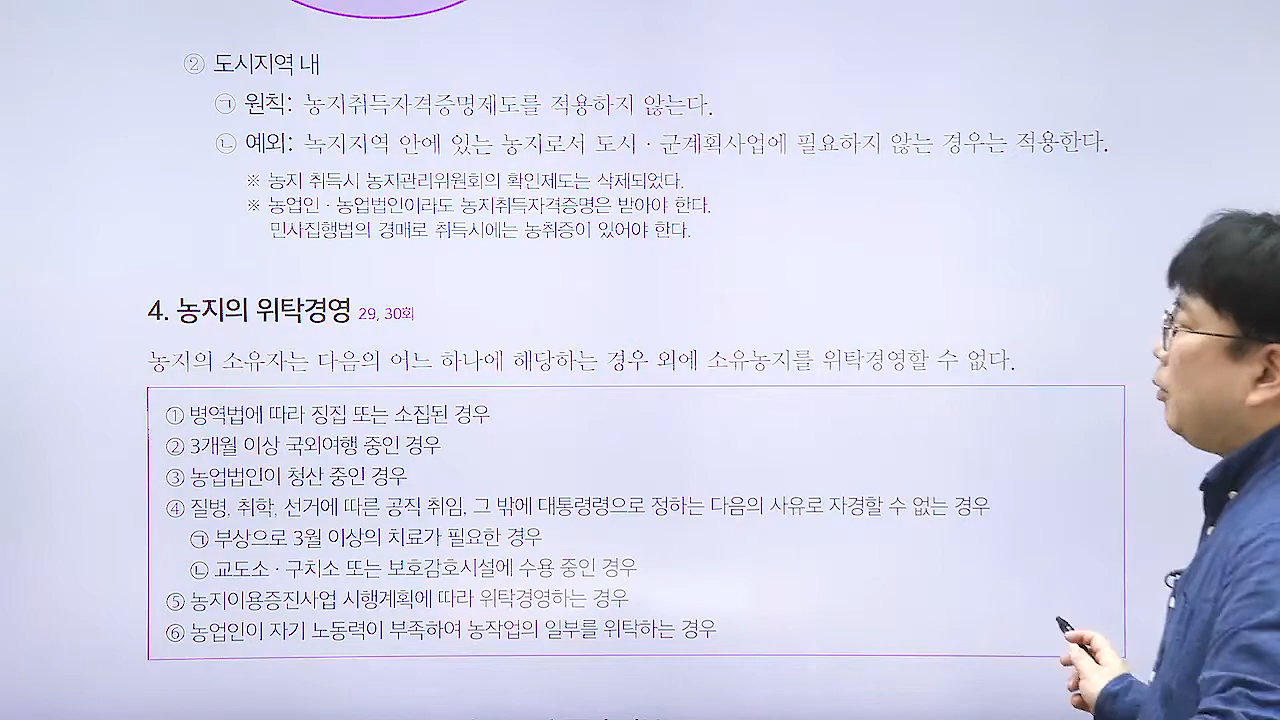 ② 도시지역 내
㉠ 원칙: 농지취득자격증명제도를 적용하지 않는다.
㉡ 예외: 녹지지역 안에 있는 농지로서 도시 · 군계획사업에 필요하지 않는 경우는 적용한다.
※ 농지 취득시 농지관리위원회의 확인제도는 삭제되었다.
※ 농업인 · 농업법인이라도 농지취득자격증명은 받아야 한다.
민사집행법의 경매로 취득시에는 농취증이 있어야 한다.
4. 농지의 위탁경영 29, 30회
농지의 소유자는 다음의 어느 하나에 해당하는 경우 외에 소유농지를 위탁경영할 수 없다.
① 병역법에 따라 징집 또는 소집된 경우
② 3개월 이상 국외여행 중인 경우
③ 농업법인이 청산 중인 경우
④ 질병, 취학, 선거에 따른 공직 취임, 그 밖에 대통령령으로 정하는 다음의 사유로 자경할 수 없는 경우
㉠ 부상으로 3월 이상의 치료가 필요한 경우
㉡ 교도소 · 구치소 또는 보호감호시설에 수용 중인 경우
⑤ 농지이용증진사업 시행계획에 따라 위탁경영하는 경우
⑥ 농업인이 자기 노동력이 부족하여 농작업의 일부를 위탁하는 경우